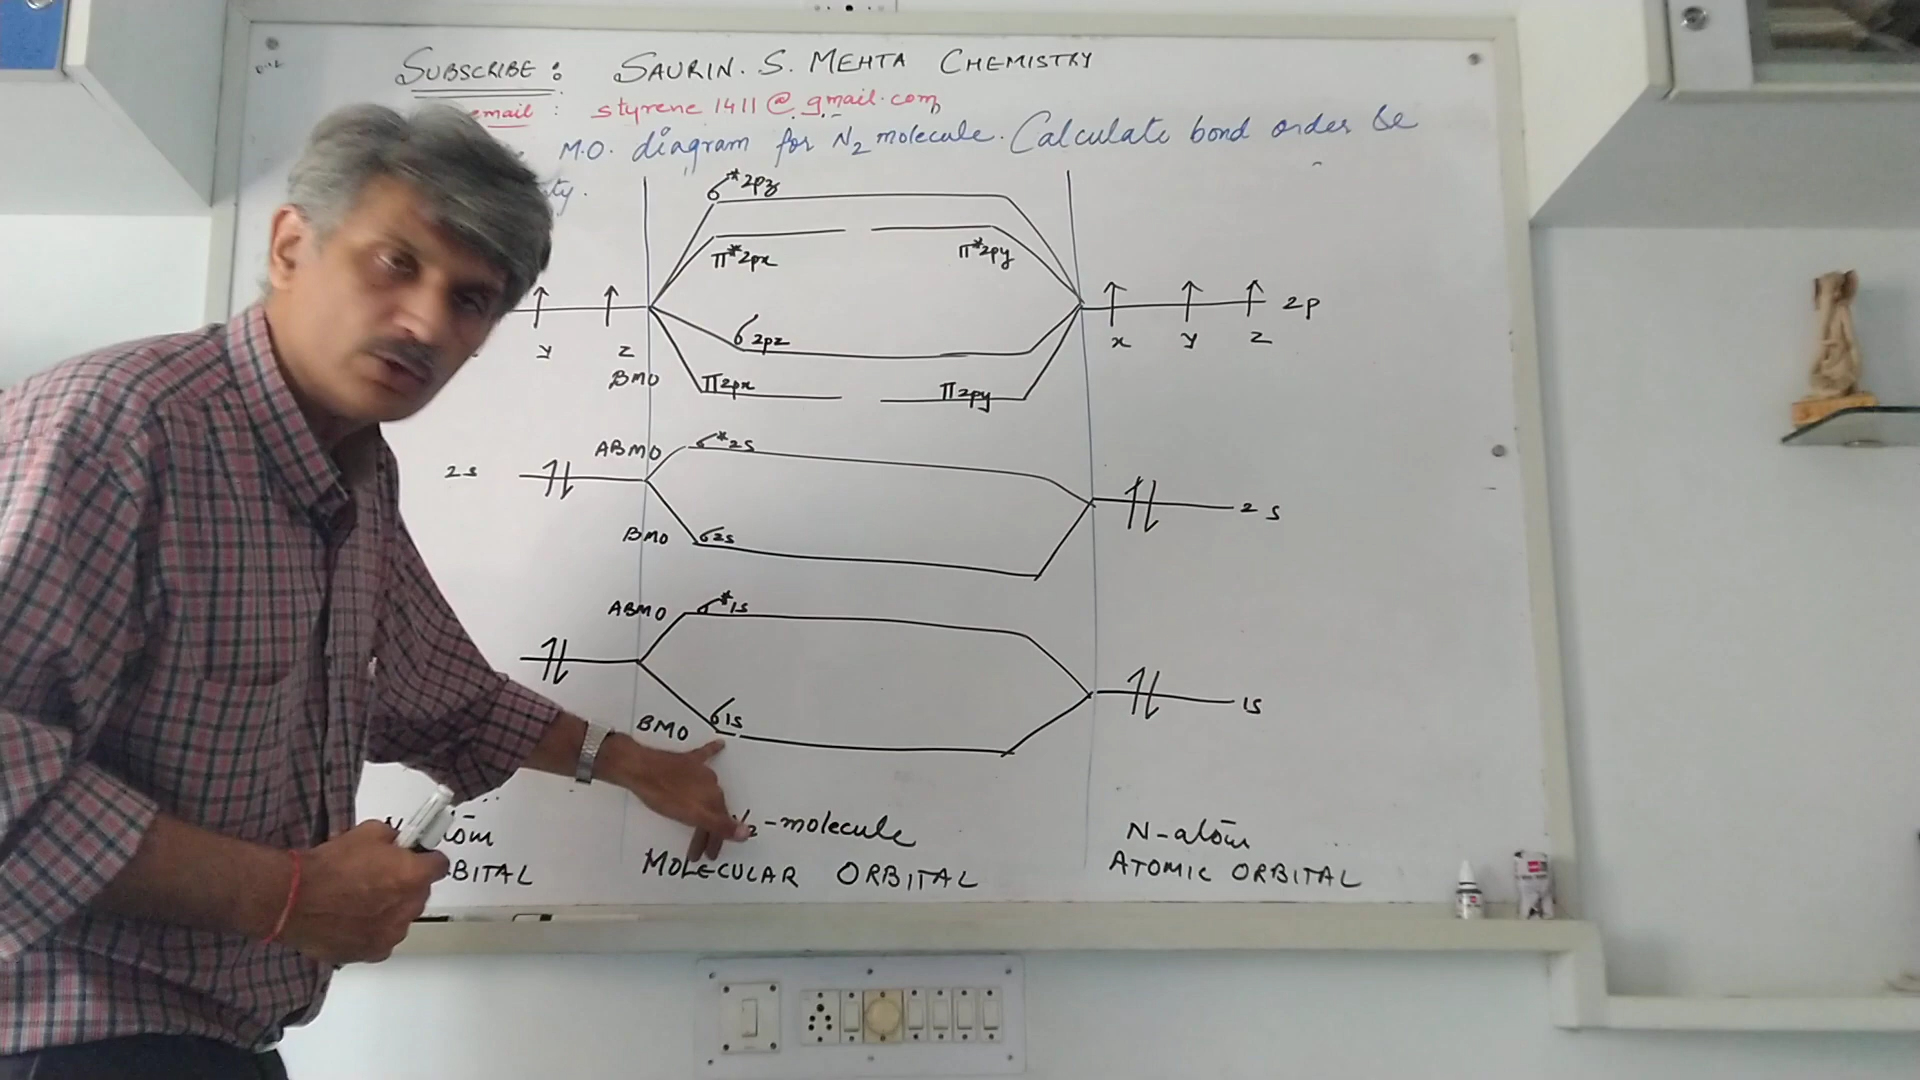 SUBSCRIBE : SAURIN. S. MEHTA CHEMISTRY
email : styrene1411@gmail.com
M.O. diagram for N2 molecule. Calculate bond order &
σ*2pz
π*2px π*2py
2p
y z x y z
σ2pz
BMO π2px π2py
ABMO σ*2s
2s 2s
BMO σ2s
ABMO σ*1s
1s
BMO σ1s
N2-molecule N-atom
MOLECULAR ORBITAL ATOMIC ORBITAL